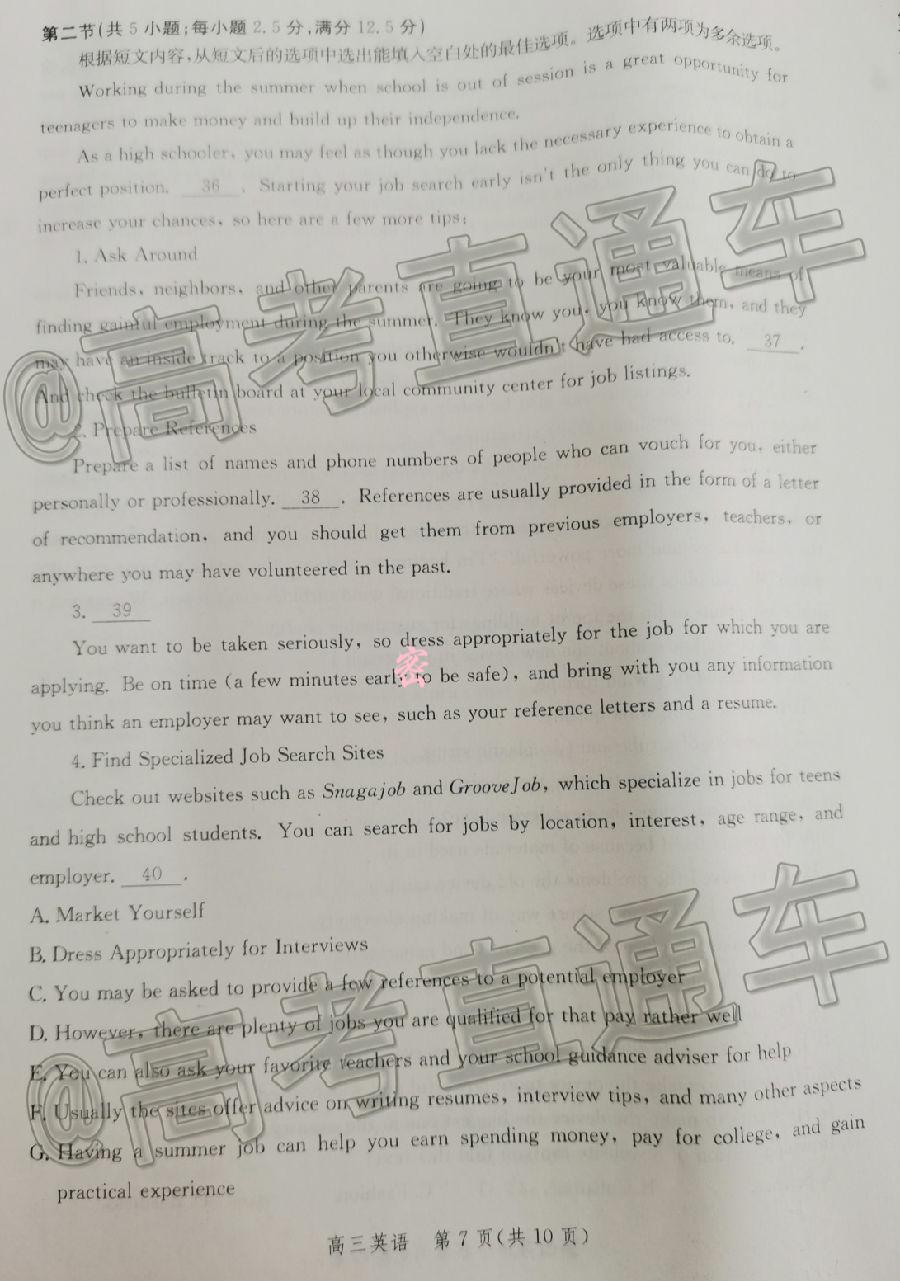 第二节(共5小题;每小题2.5分,满分12.5分)
根据短文内容,从短文后的选项中选出能填入空白处的最佳选项。选项中有两项为多余选项。
Working during the summer when school is out of session is a great opportunity for
teenagers to make money and build up their independence.
As a high schooler, you may feel as though you lack the necessary experience to obtain a
perfect position. 36 . Starting your job search early isn't the only thing you can do to
increase your chances, so here are a few more tips:
1. Ask Around
Friends, neighbors, and other parents are going to be your most valuable means of
finding gainful employment during the summer. They know you, you know them, and they
may have an inside track to a position you otherwise wouldn't have had access to. 37 .
And check the bulletin board at your local community center for job listings.
2. Prepare References
Prepare a list of names and phone numbers of people who can vouch for you, either
personally or professionally. 38 . References are usually provided in the form of a letter
of recommendation, and you should get them from previous employers, teachers, or
anywhere you may have volunteered in the past.
3. 39
You want to be taken seriously, so dress appropriately for the job for which you are
applying. Be on time (a few minutes early to be safe), and bring with you any information
you think an employer may want to see, such as your reference letters and a resume.
4. Find Specialized Job Search Sites
Check out websites such as Snagajob and GrooveJob, which specialize in jobs for teens
and high school students. You can search for jobs by location, interest, age range, and
employer. 40 .
A. Market Yourself
B. Dress Appropriately for Interviews
C. You may be asked to provide a few references to a potential employer
D. However, there are plenty of jobs you are qualified for that pay rather well
E. You can also ask your favorite teachers and your school guidance adviser for help
F. Usually the sites offer advice on writing resumes, interview tips, and many other aspects
G. Having a summer job can help you earn spending money, pay for college, and gain
practical experience
高三英语 第7页(共10页)
@高考直通车
密
@高考直通车